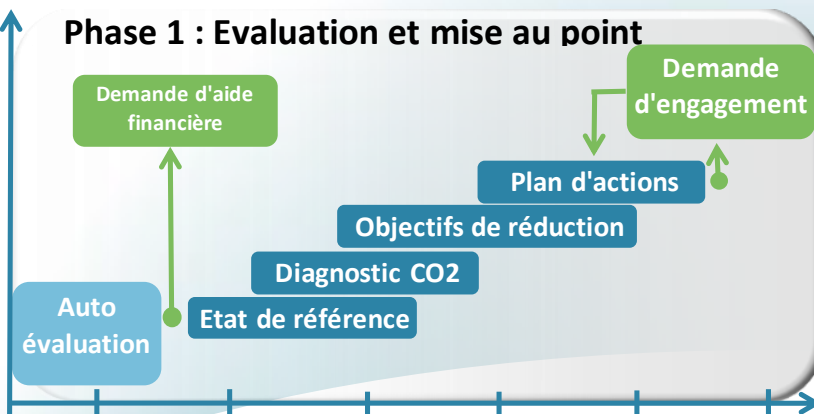 Phase 1 : Evaluation et mise au point
Demande d'aide
financière
Demande
d'engagement
Plan d'actions
Objectifs de réduction
Diagnostic CO2
Auto
évaluation
Etat de référence